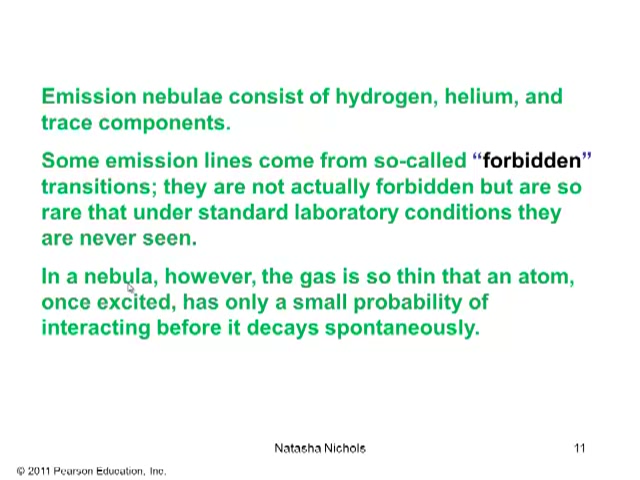 Emission nebulae consist of hydrogen, helium, and
trace components.
Some emission lines come from so-called “forbidden”
transitions; they are not actually forbidden but are so
rare that under standard laboratory conditions they
are never seen.
In a nebula, however, the gas is so thin that an atom,
once excited, has only a small probability of
interacting before it decays spontaneously.
Natasha Nichols
11
© 2011 Pearson Education, Inc.